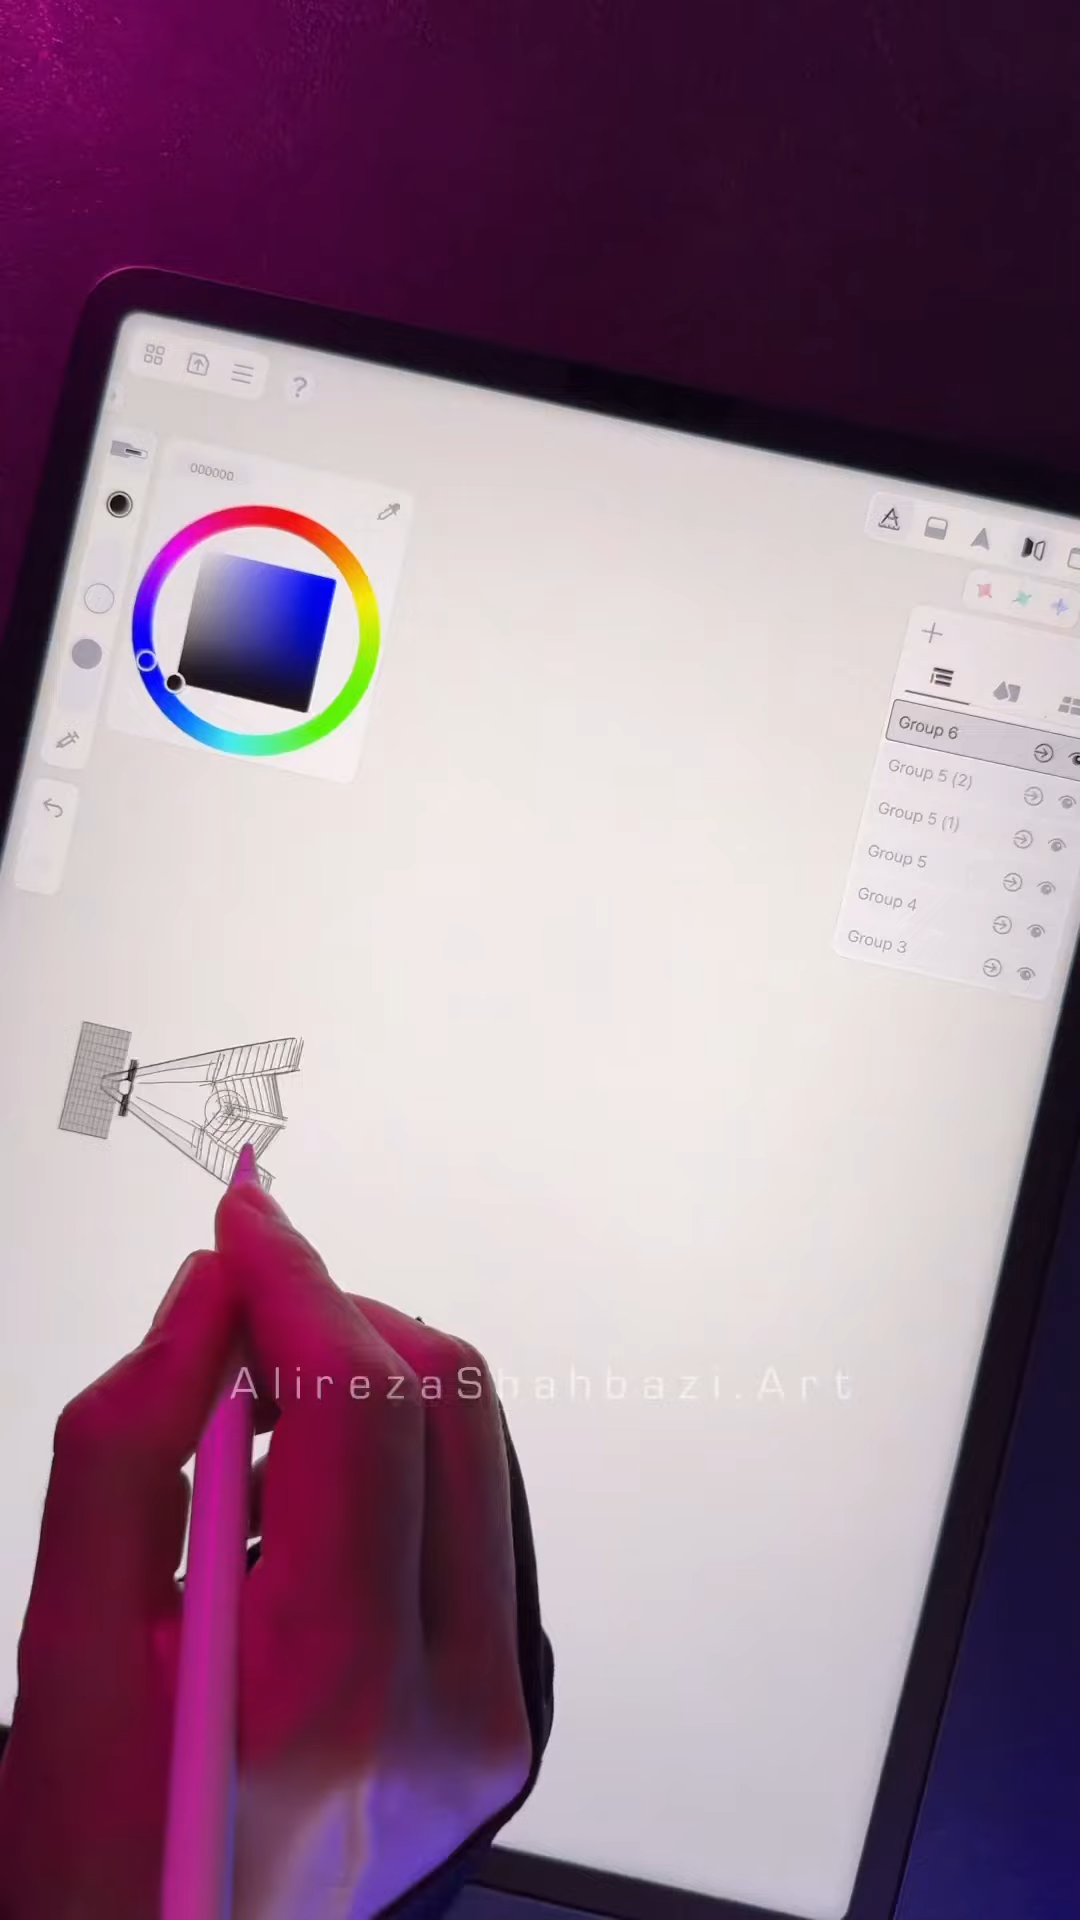 ?
000000
Group 6
Group 5 (2)
Group 5 (1)
Group 5
Group 4
Group 3
AlirezaShahbazi.Art